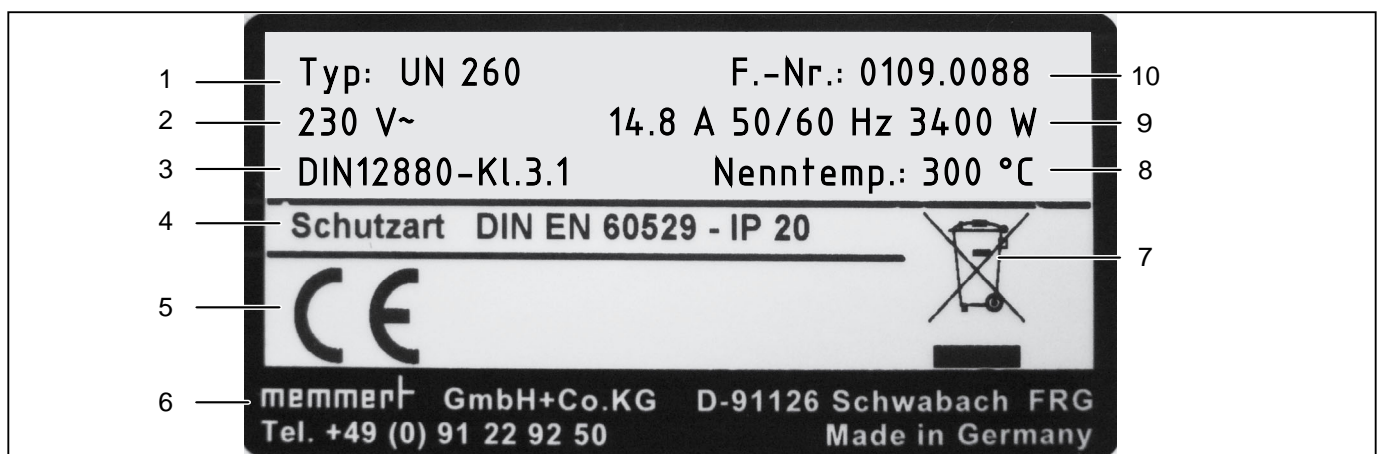 1 Typ: UN 260 F.-Nr.: 0109.0088 10
2 230 V~ 14.8 A 50/60 Hz 3400 W 9
3 DIN12880-Kl.3.1 Nenntemp.: 300 °C 8
4 Schutzart DIN EN 60529 - IP 20
7
5 CE
6 memmert GmbH+Co.KG D-91126 Schwabach FRG
Tel. +49 (0) 91 22 92 50 Made in Germany